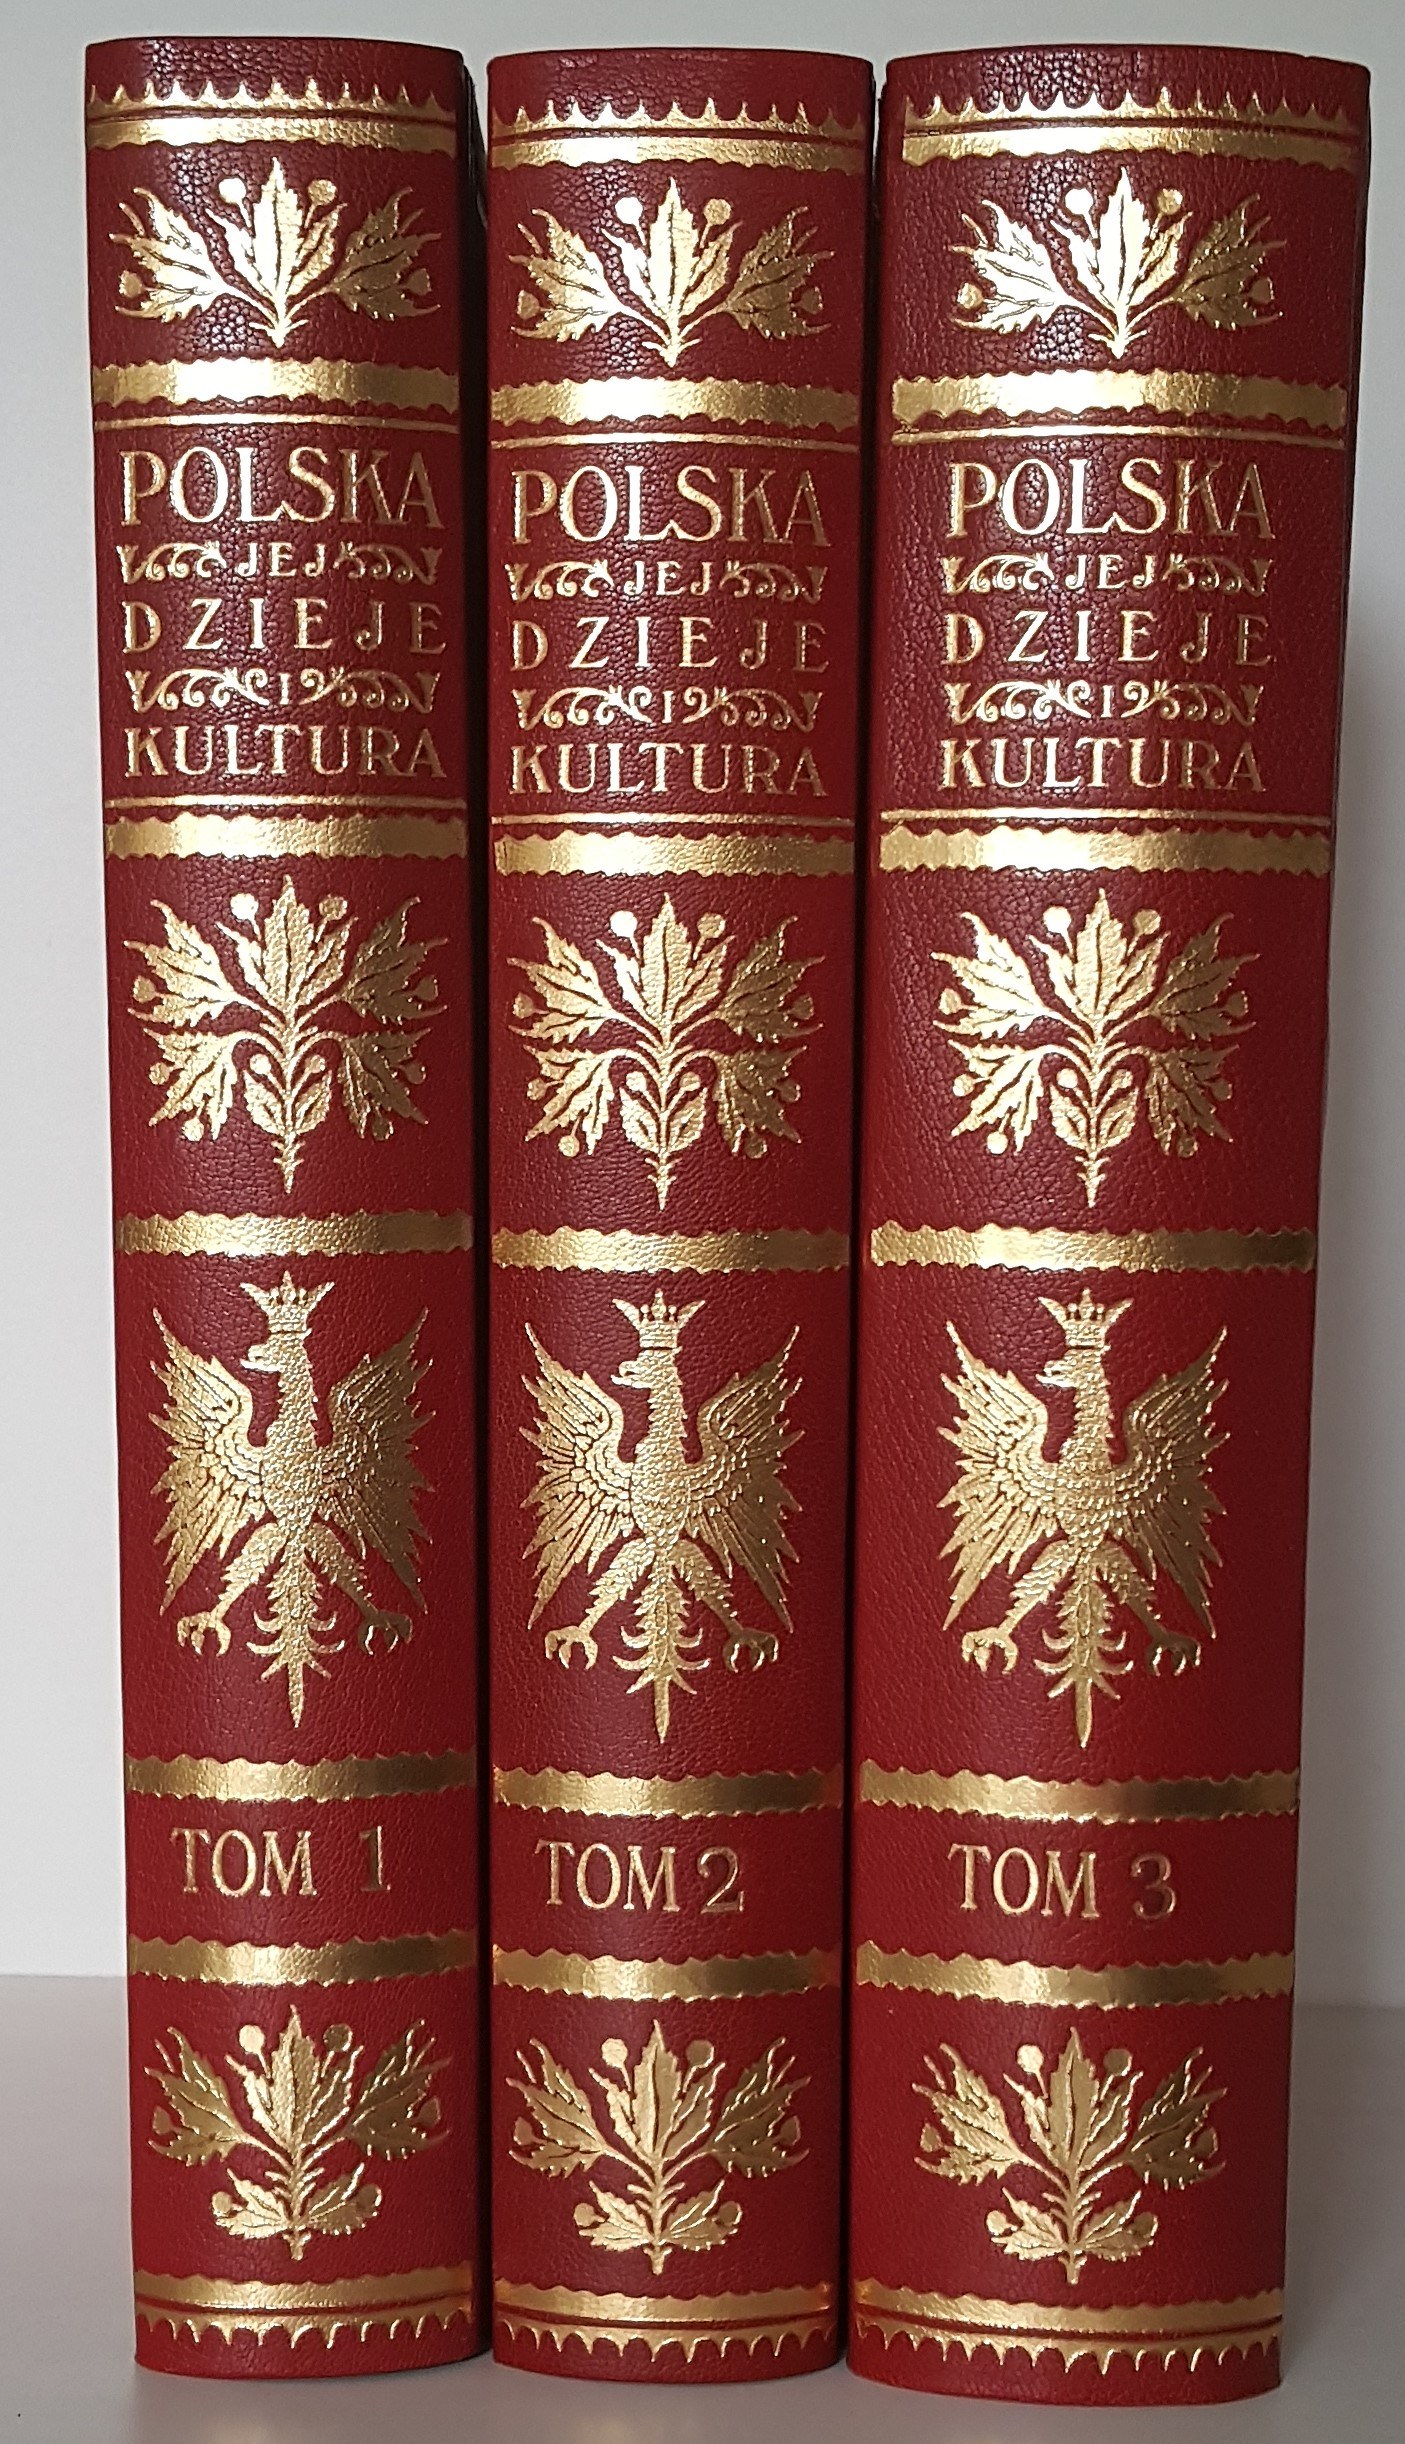 POLSKA
JEJ
DZIEJE
I
KULTURA
TOM 1
POLSKA
JEJ
DZIEJE
I
KULTURA
TOM 2
POLSKA
JEJ
DZIEJE
I
KULTURA
TOM 3